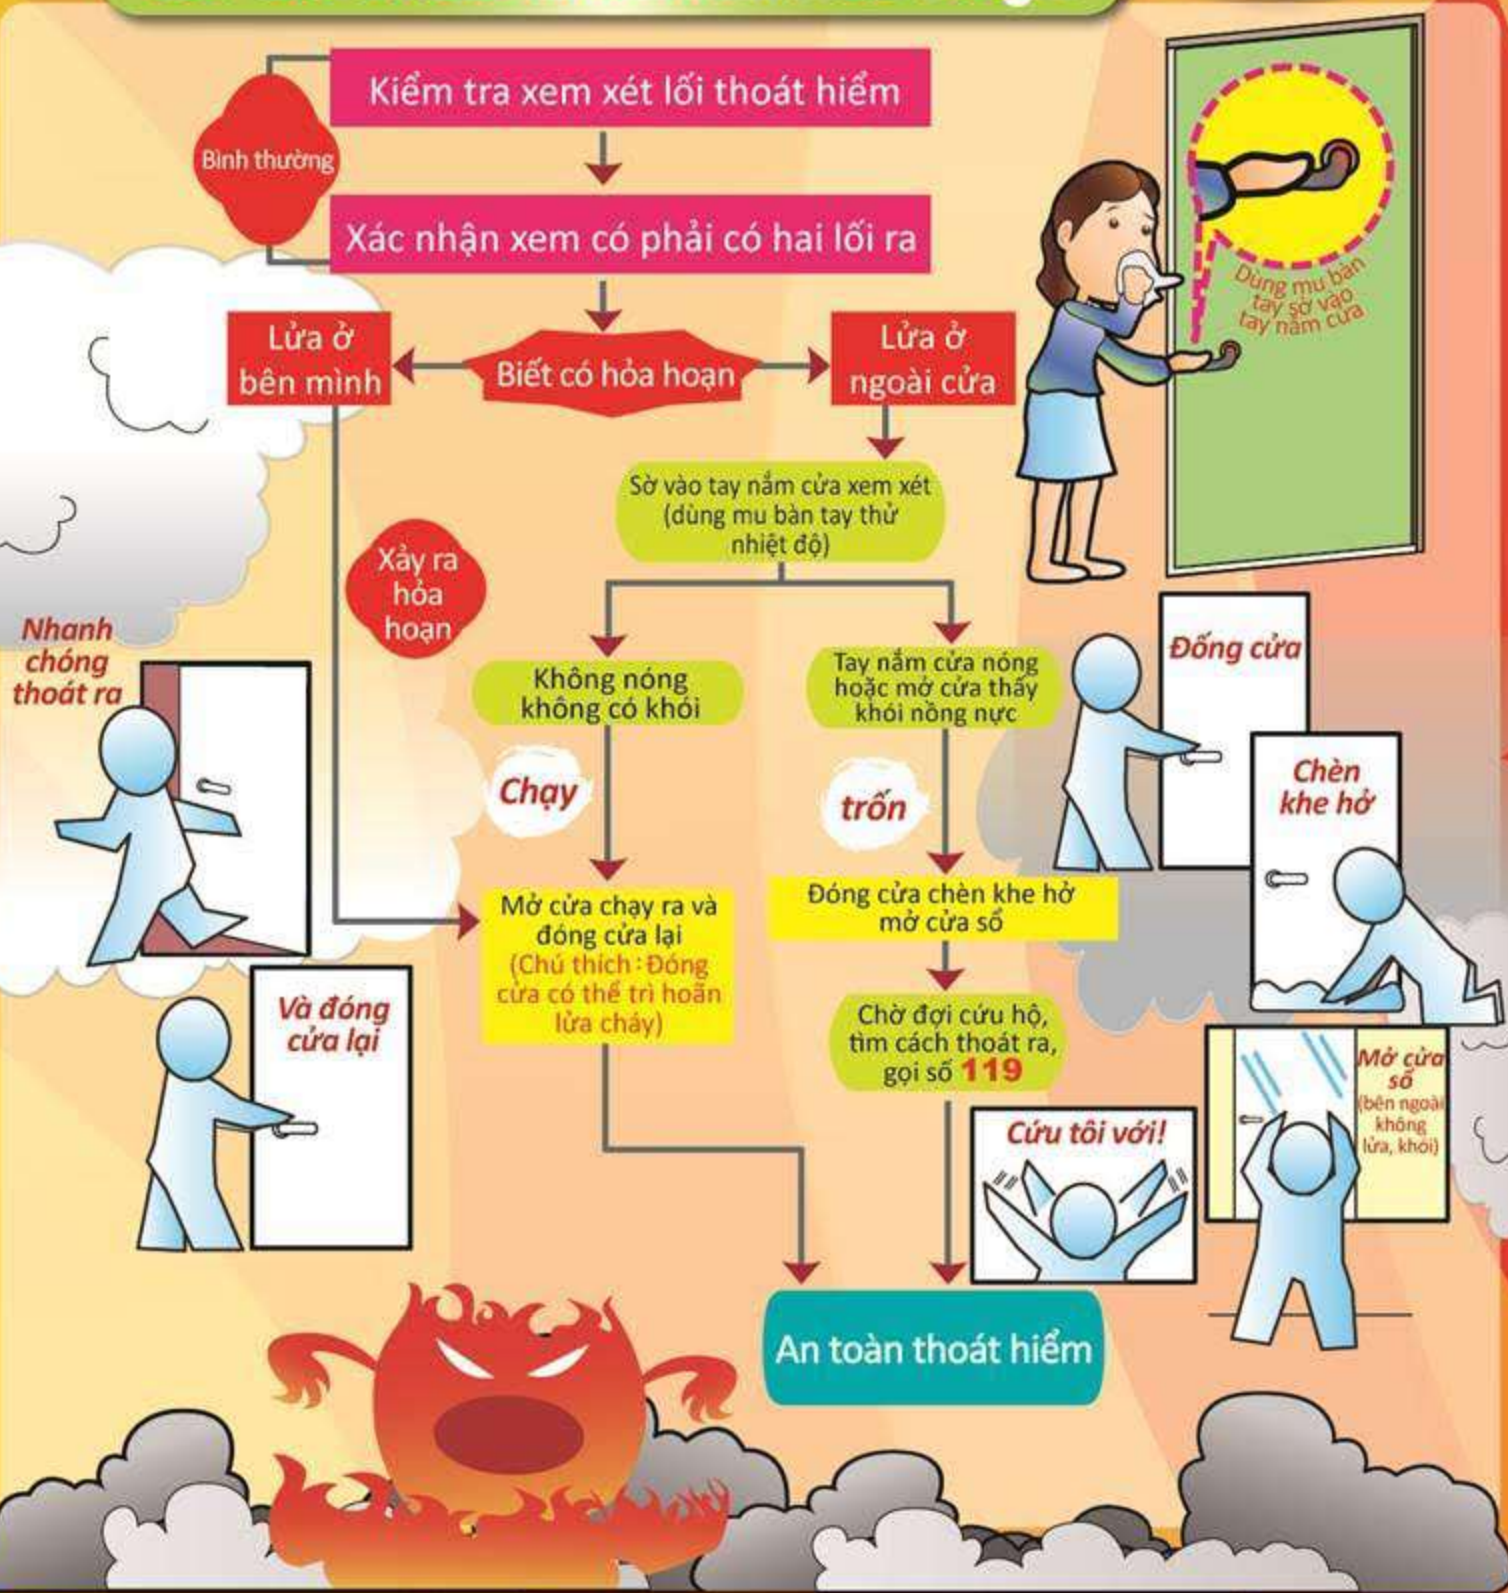 Kiểm tra xem xét lối thoát hiểm
Bình thường
Xác nhận xem có phải có hai lối ra
Dùng mu bàn
tay sờ vào
tay nắm cửa
Lửa ở
bên mình
Biết có hỏa hoạn
Lửa ở
ngoài cửa
Sờ vào tay nắm cửa xem xét
(dùng mu bàn tay thử
nhiệt độ)
Xảy ra
hỏa
hoạn
Nhanh
chóng
thoát ra
Không nóng
không có khói
Tay nắm cửa nóng
hoặc mở cửa thấy
khói nồng nực
Đống cửa
Chèn
khe hở
Chạy
trốn
Mở cửa chạy ra và
đóng cửa lại
(Chú thích : Đóng
cửa có thể trì hoãn
lửa cháy)
Đóng cửa chèn khe hở
mở cửa sổ
Và đóng
cửa lại
Chờ đợi cứu hộ,
tìm cách thoát ra,
gọi số 119
Mở cửa
sổ
(bên ngoài
không
lửa, khói)
Cứu tôi với!
An toàn thoát hiểm